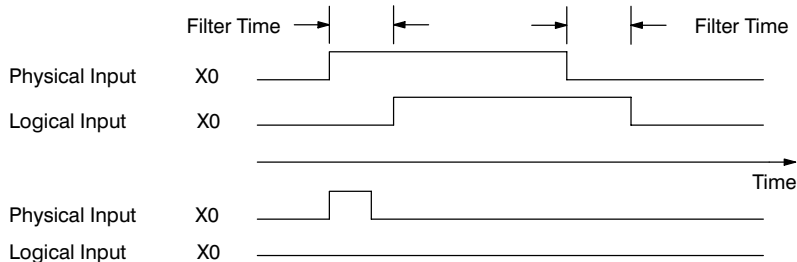 Filter Time Filter Time
Physical Input X0
Logical Input X0
Time
Physical Input X0
Logical Input X0